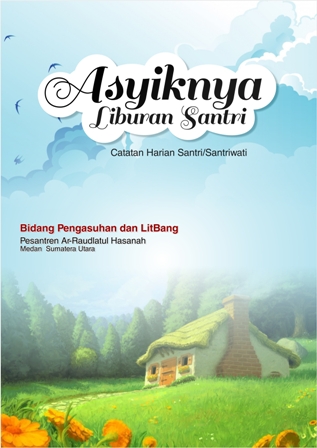 Asyiknya
Liburan Santri
Catatan Harian Santri/Santriwati
Bidang Pengasuhan dan LitBang
Pesantren Ar-Raudlatul Hasanah
Medan Sumatera Utara